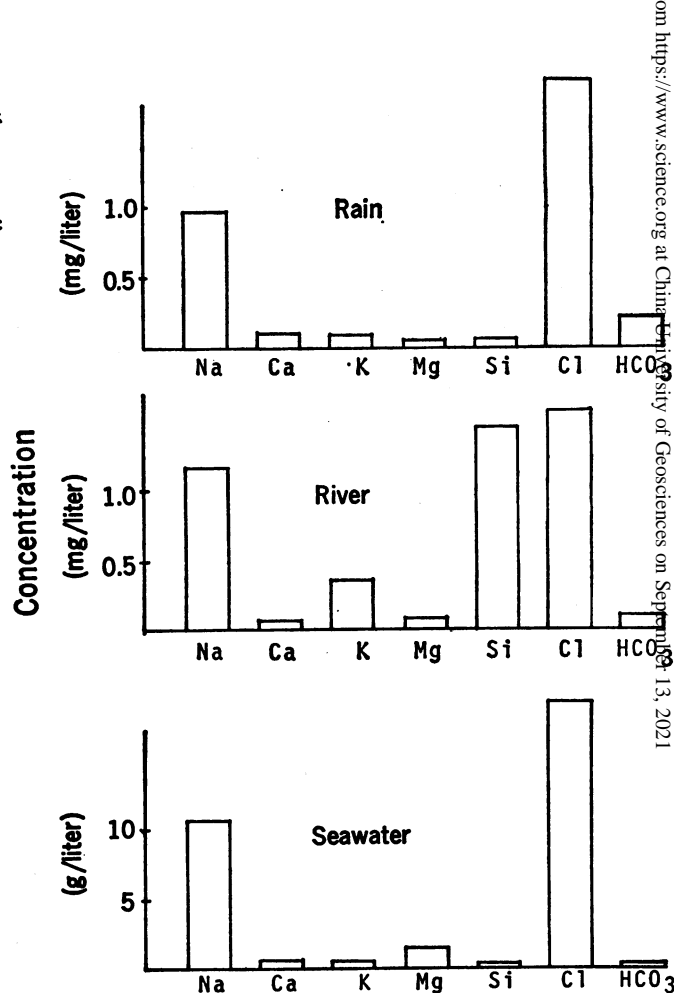 Rain
(mg/liter)
1.0
0.5
Na Ca K Mg Si Cl HCO3
Concentration
River
(mg/liter)
1.0
0.5
Na Ca K Mg Si Cl HCO3
Seawater
(g/liter)
10
5
Na Ca K Mg Si Cl HCO3
om https://www.science.org at China University of Geosciences on September 13, 2021